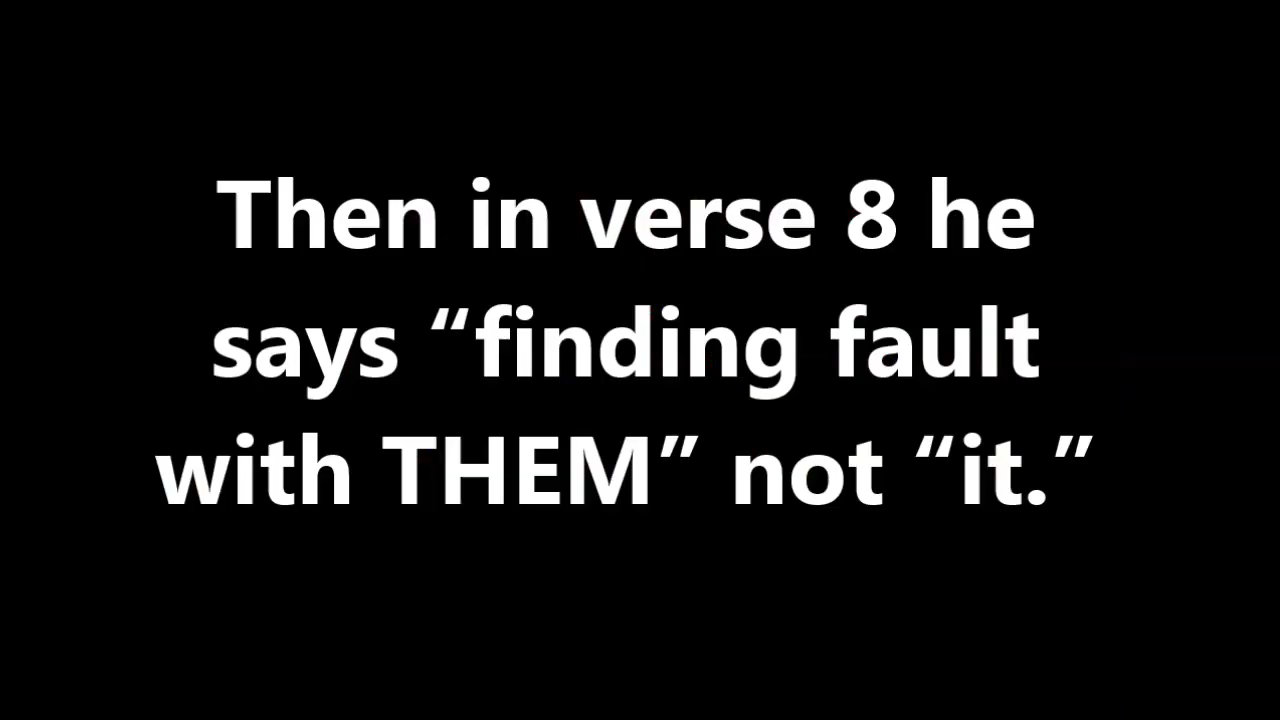 Then in verse 8 he
says “finding fault
with THEM” not “it.”